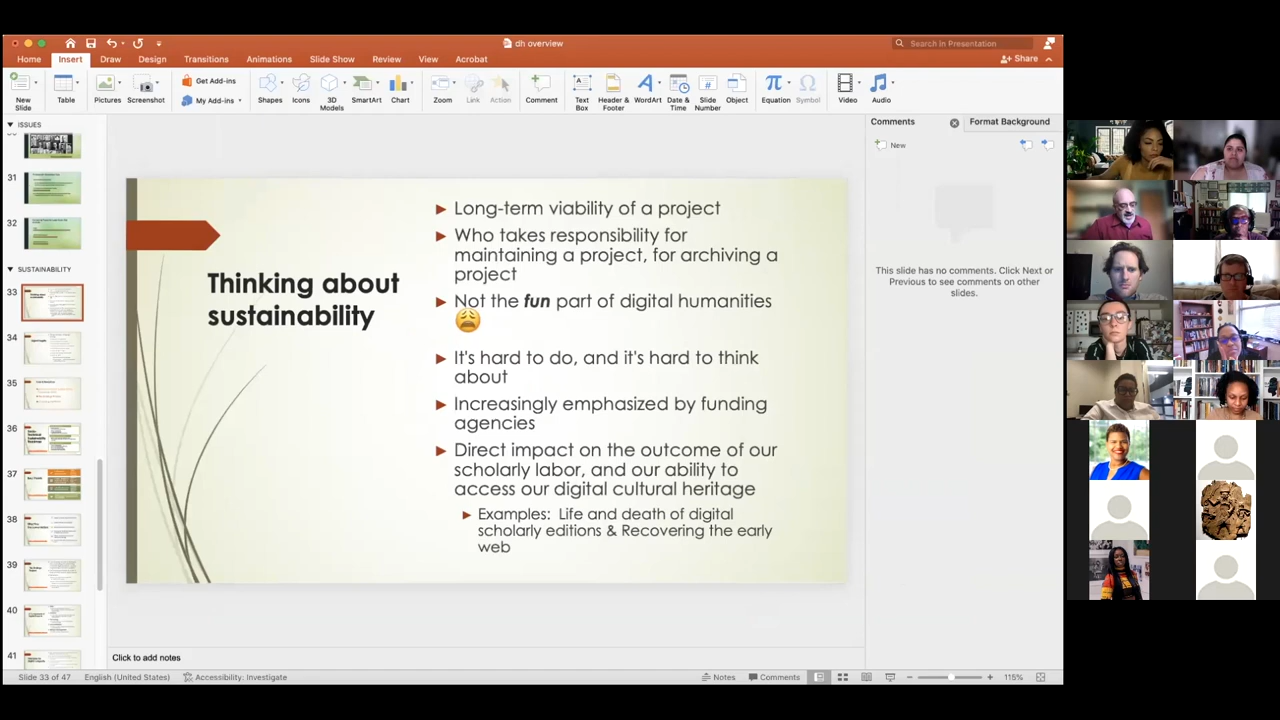 dh overview
Search in Presentation
Home
Insert
Draw
Design
Transitions
Animations
Slide Show
Review
View
Acrobat
Share
New
Slide
Table
Pictures
Screenshot
Get Add-ins
My Add-ins
Shapes
Icons
3D
Models
SmartArt
Chart
Zoom
Link
Action
Comment
Text
Box
Header &
Footer
WordArt
Date &
Time
Slide
Number
Object
Equation
Symbol
Video
Audio
ISSUES
31
32
SUSTAINABILITY
33
34
35
36
37
38
39
40
41
Thinking about
sustainability
Long-term viability of a project
Who takes responsibility for
maintaining a project, for archiving a
project
Not the fun part of digital humanities
It's hard to do, and it's hard to think
about
Increasingly emphasized by funding
agencies
Direct impact on the outcome of our
scholarly labor, and our ability to
access our digital cultural heritage
Examples: Life and death of digital
scholarly editions & Recovering the early
web
Comments
Format Background
New
This slide has no comments. Click Next or
Previous to see comments on other
slides.
Click to add notes
Slide 33 of 47
English (United States)
Accessibility: Investigate
Notes
Comments
115%